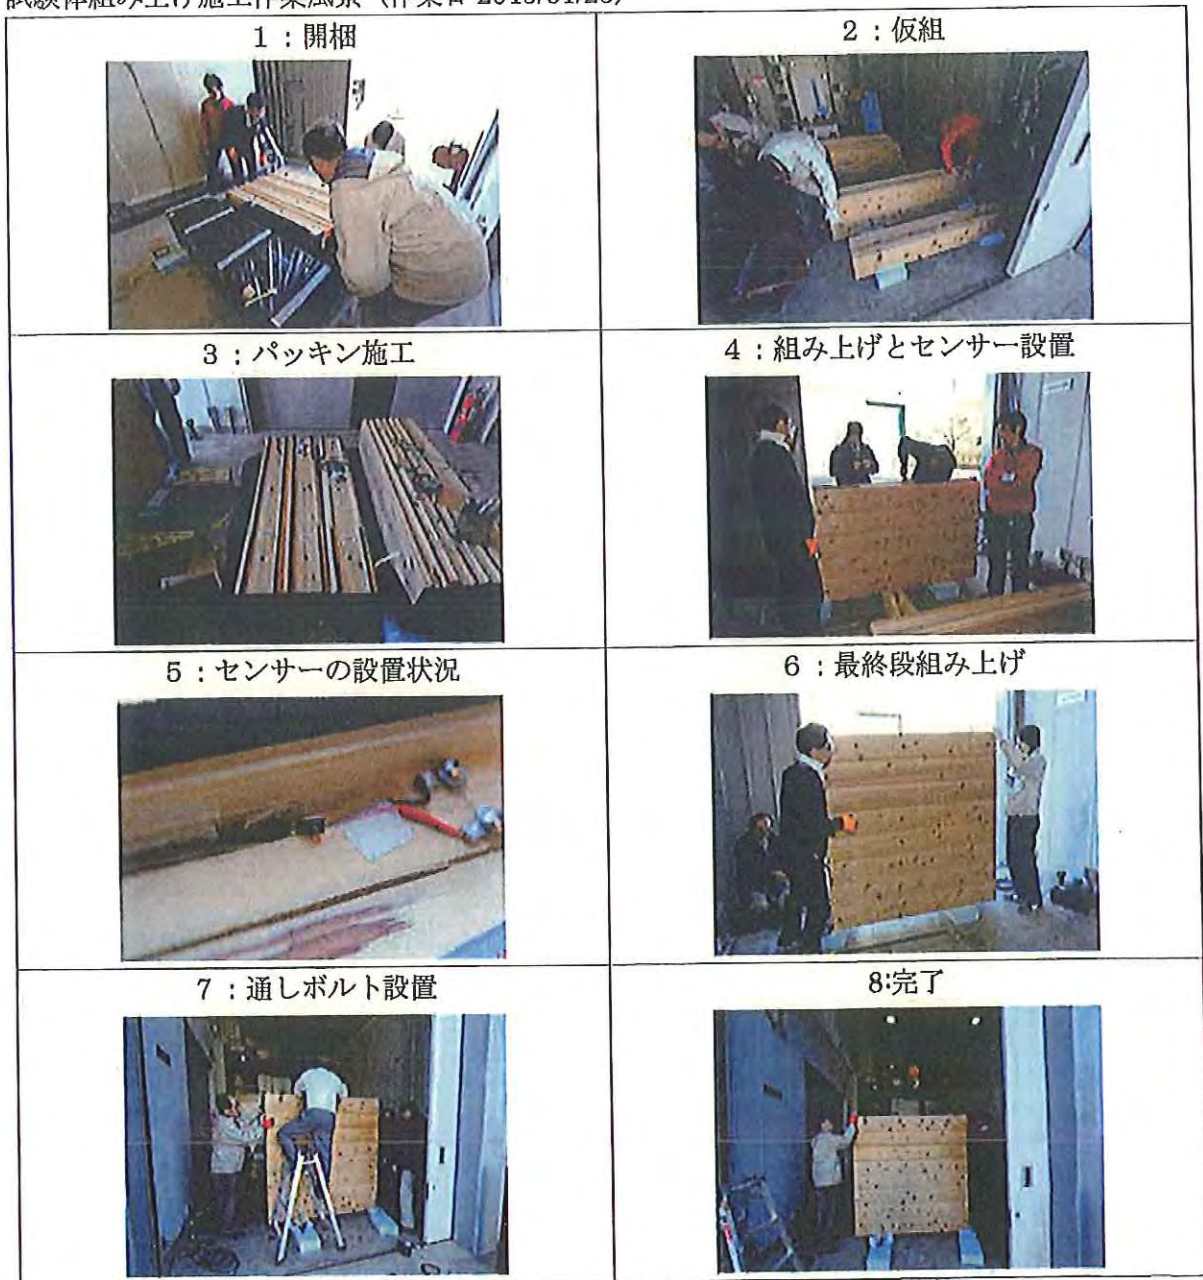 1：開梱
2：仮組
3：パッキン施工
4：組み上げとセンサー設置
5：センサーの設置状況
6：最終段組み上げ
7：通しボルト設置
8:完了